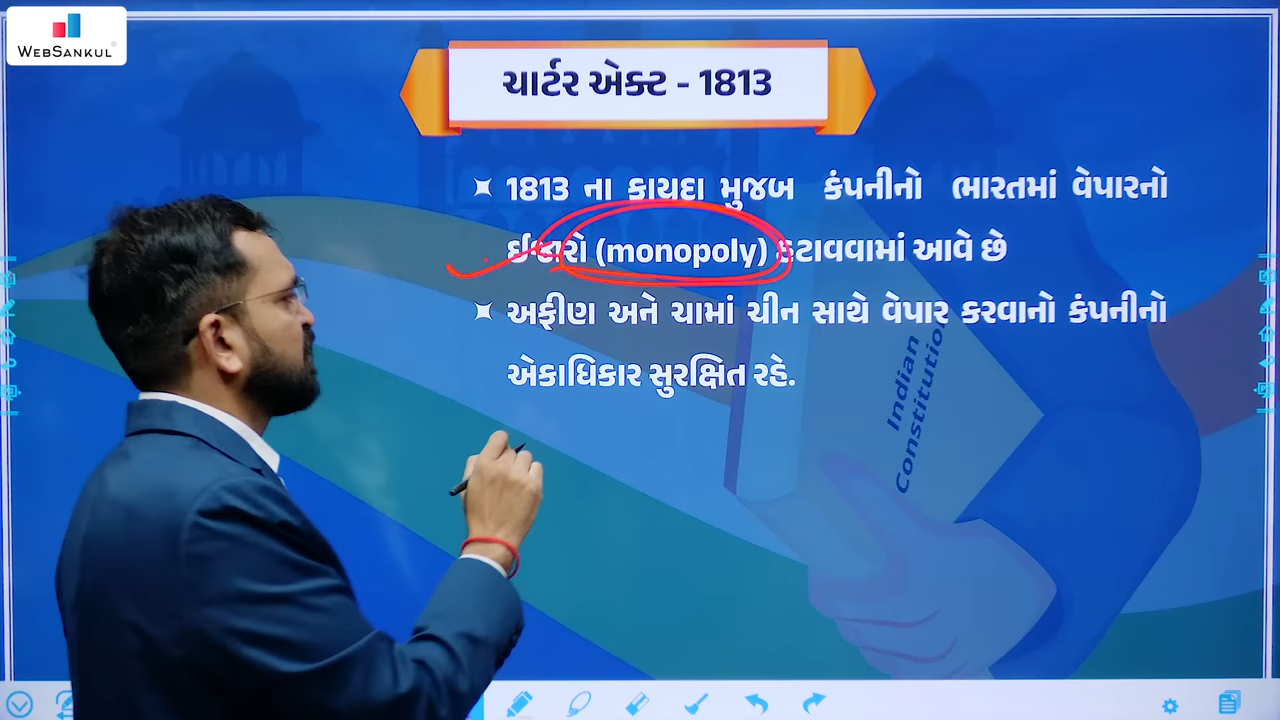 WEBSANKUL
ચાર્ટર એક્ટ - 1813
1813 ના કાયદા મુજબ કંપનીનો ભારતમાં વેપારનો
ઈજારો (monopoly) હટાવવામાં આવે છે
અફીણ અને ચામાં ચીન સાથે વેપાર કરવાનો કંપનીનો
એકાધિકાર સુરક્ષિત રહે.
Indian
Constitution